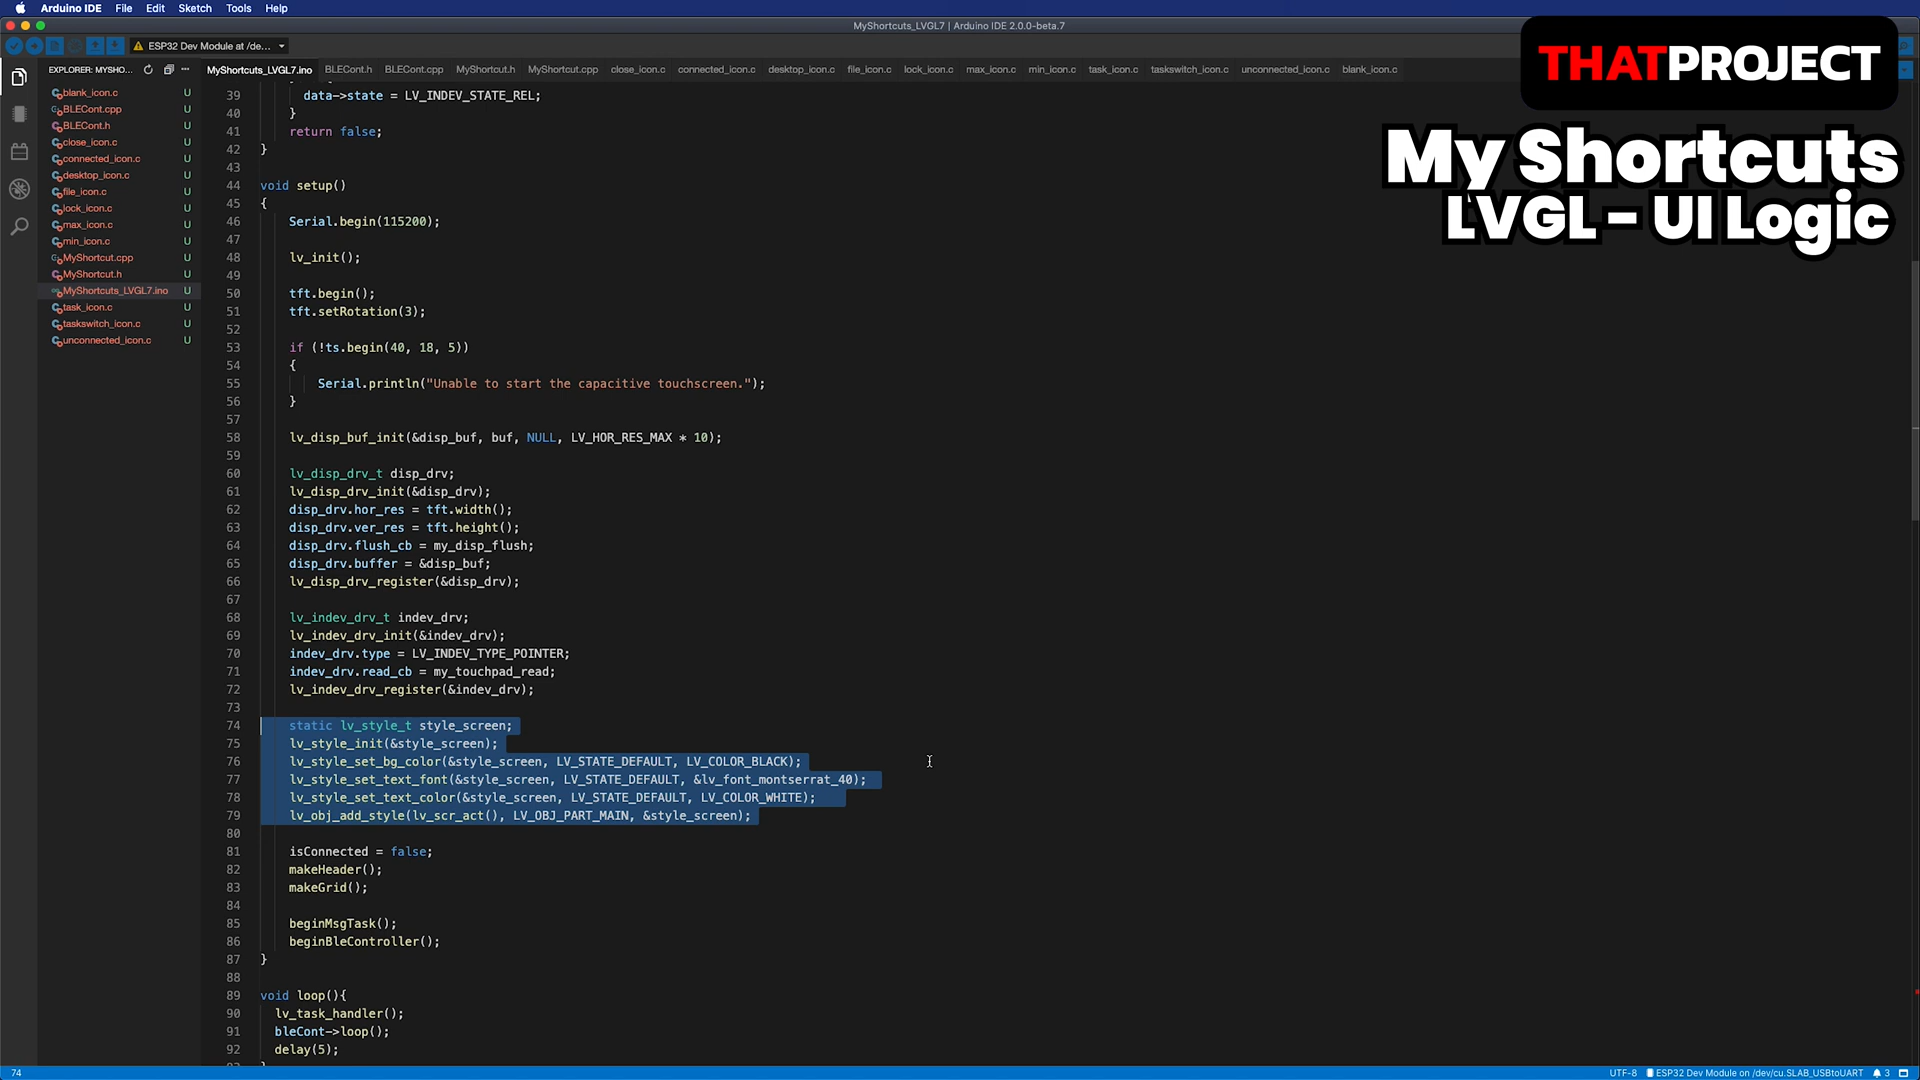 Arduino IDE File Edit Sketch Tools Help
MyShortcuts_LVGL7.ino | Arduino IDE 2.0.0-beta.7
ESP32 Dev Module at /de...
THATPROJECT
My Shortcuts
LVGL - UI Logic
EXPLORER: MYSHO...
MyShortcuts_LVGL7.ino BLECont.h BLECont.cpp MyShortcut.h MyShortcut.cpp close_icon.c connected_icon.c desktop_icon.c file_icon.c lock_icon.c max_icon.c min_icon.c task_icon.c taskswitch_icon.c unconnected_icon.c blank_icon.c
blank_icon.c U
BLECont.cpp U
BLECont.h U
close_icon.c U
connected_icon.c U
desktop_icon.c U
file_icon.c U
lock_icon.c U
max_icon.c U
min_icon.c U
MyShortcut.cpp U
MyShortcut.h U
MyShortcuts_LVGL7.ino U
task_icon.c U
taskswitch_icon.c U
unconnected_icon.c U
39 data->state = LV_INDEV_STATE_REL;
40 }
41 return false;
42 }
43
44 void setup()
45 {
46 Serial.begin(115200);
47
48 lv_init();
49
50 tft.begin();
51 tft.setRotation(3);
52
53 if (!ts.begin(40, 18, 5))
54 {
55 Serial.println("Unable to start the capacitive touchscreen.");
56 }
57
58 lv_disp_buf_init(&disp_buf, buf, NULL, LV_HOR_RES_MAX * 10);
59
60 lv_disp_drv_t disp_drv;
61 lv_disp_drv_init(&disp_drv);
62 disp_drv.hor_res = tft.width();
63 disp_drv.ver_res = tft.height();
64 disp_drv.flush_cb = my_disp_flush;
65 disp_drv.buffer = &disp_buf;
66 lv_disp_drv_register(&disp_drv);
67
68 lv_indev_drv_t indev_drv;
69 lv_indev_drv_init(&indev_drv);
70 indev_drv.type = LV_INDEV_TYPE_POINTER;
71 indev_drv.read_cb = my_touchpad_read;
72 lv_indev_drv_register(&indev_drv);
73
74 static lv_style_t style_screen;
75 lv_style_init(&style_screen);
76 lv_style_set_bg_color(&style_screen, LV_STATE_DEFAULT, LV_COLOR_BLACK);
77 lv_style_set_text_font(&style_screen, LV_STATE_DEFAULT, &lv_font_montserrat_40);
78 lv_style_set_text_color(&style_screen, LV_STATE_DEFAULT, LV_COLOR_WHITE);
79 lv_obj_add_style(lv_scr_act(), LV_OBJ_PART_MAIN, &style_screen);
80
81 isConnected = false;
82 makeHeader();
83 makeGrid();
84
85 beginMsgTask();
86 beginBleController();
87 }
88
89 void loop(){
90 lv_task_handler();
91 bleCont->loop();
92 delay(5);
74 UTF-8 ESP32 Dev Module on /dev/cu.SLAB_USBtoUART 3